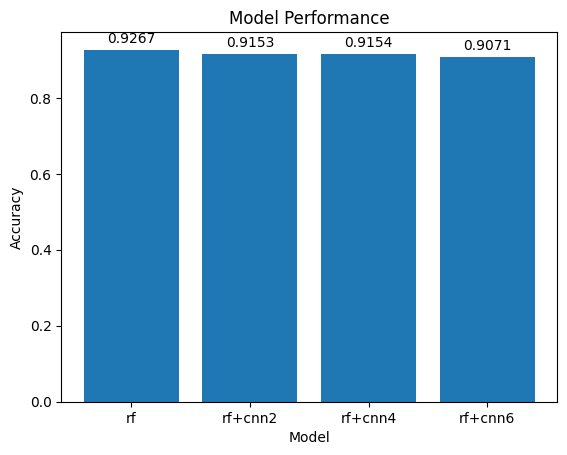 Model Performance
0.9267
0.9153
0.9154
0.9071
Accuracy
0.8
0.6
0.4
0.2
0.0
rf
rf+cnn2
rf+cnn4
rf+cnn6
Model